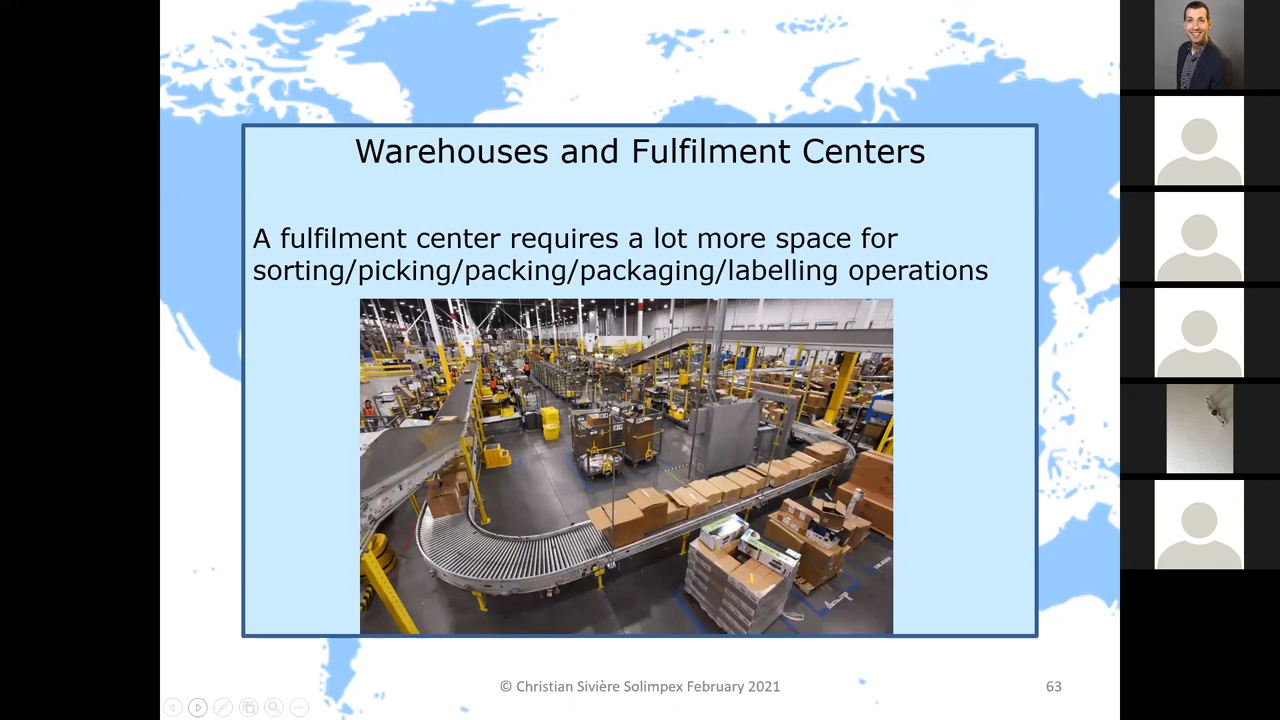 Warehouses and Fulfilment Centers
A fulfilment center requires a lot more space for
sorting/picking/packing/packaging/labelling operations
© Christian Sivière Solimpex February 2021
63